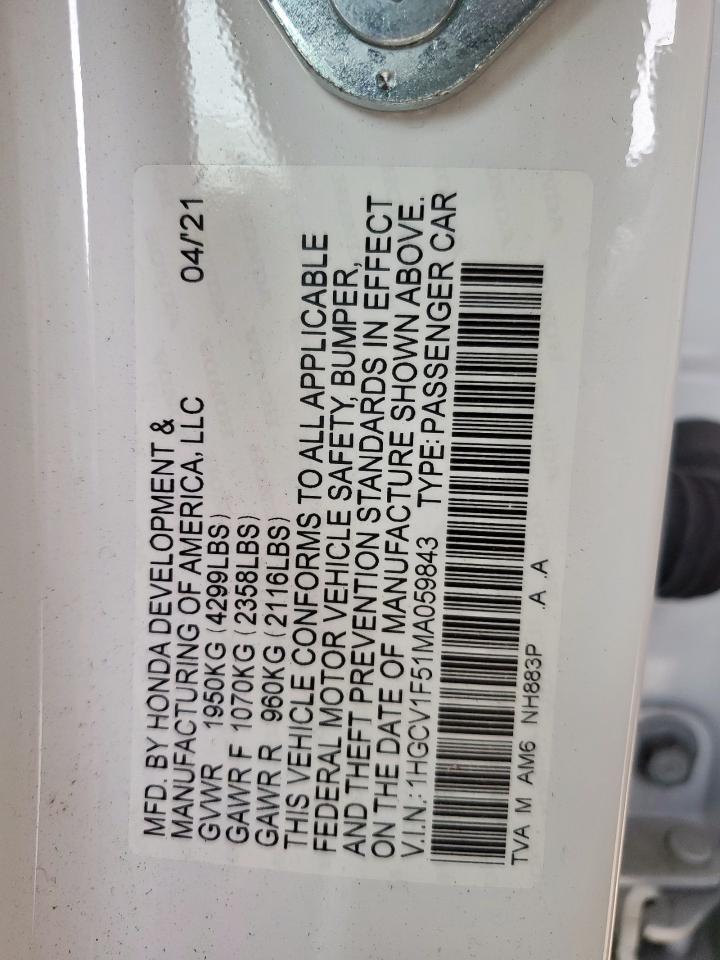 MFD. BY HONDA DEVELOPMENT &
MANUFACTURING OF AMERICA, LLC 04/'21
GVWR 1950KG (4299LBS)
GAWR F 1070KG (2358LBS)
GAWR R 960KG (2116LBS)
THIS VEHICLE CONFORMS TO ALL APPLICABLE
FEDERAL MOTOR VEHICLE SAFETY, BUMPER,
AND THEFT PREVENTION STANDARDS IN EFFECT
ON THE DATE OF MANUFACTURE SHOWN ABOVE.
V.I.N.: 1HGCV1F51MA059843 TYPE: PASSENGER CAR
TVA M AM6 NH883P .A .A